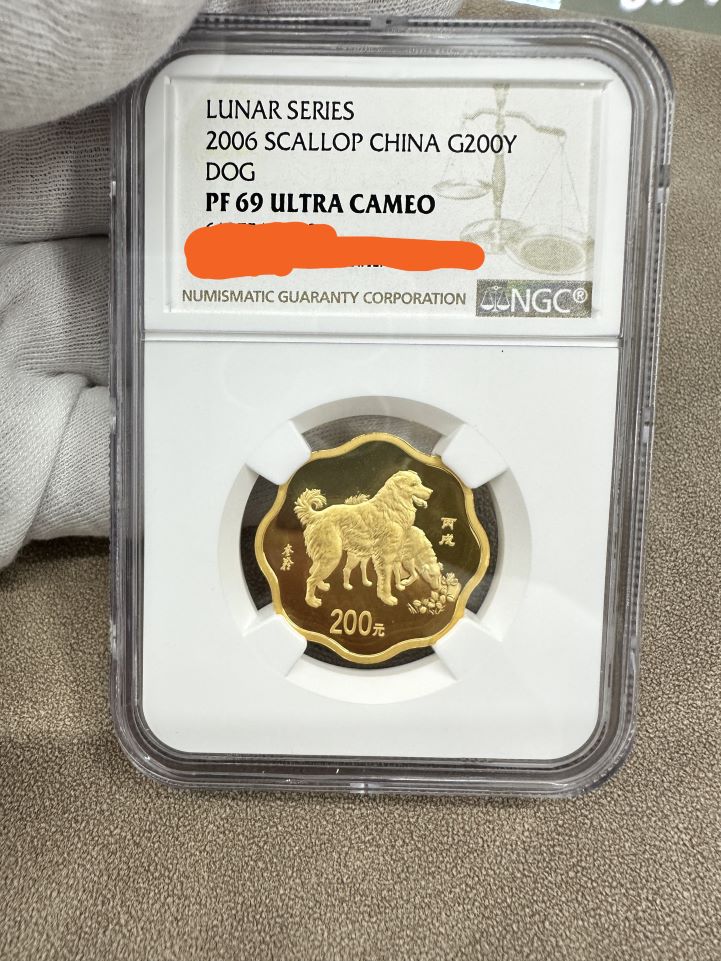 LUNAR SERIES
2006 SCALLOP CHINA G200Y
DOG
PF 69 ULTRA CAMEO
NUMISMATIC GUARANTY CORPORATION
NGC®
丙戌
200元